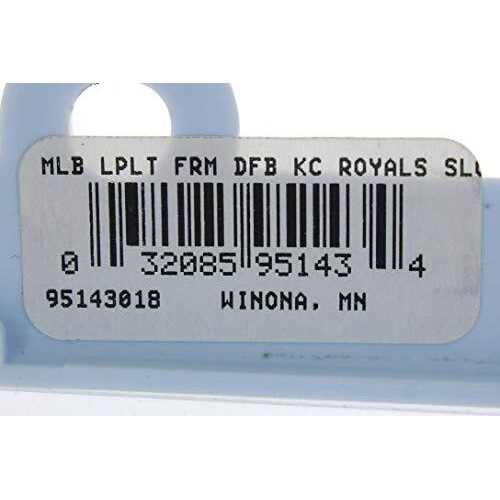 MLB LPLT FRM DFB KC ROYALS
0 32085 95143 4
95143018 WINONA, MN